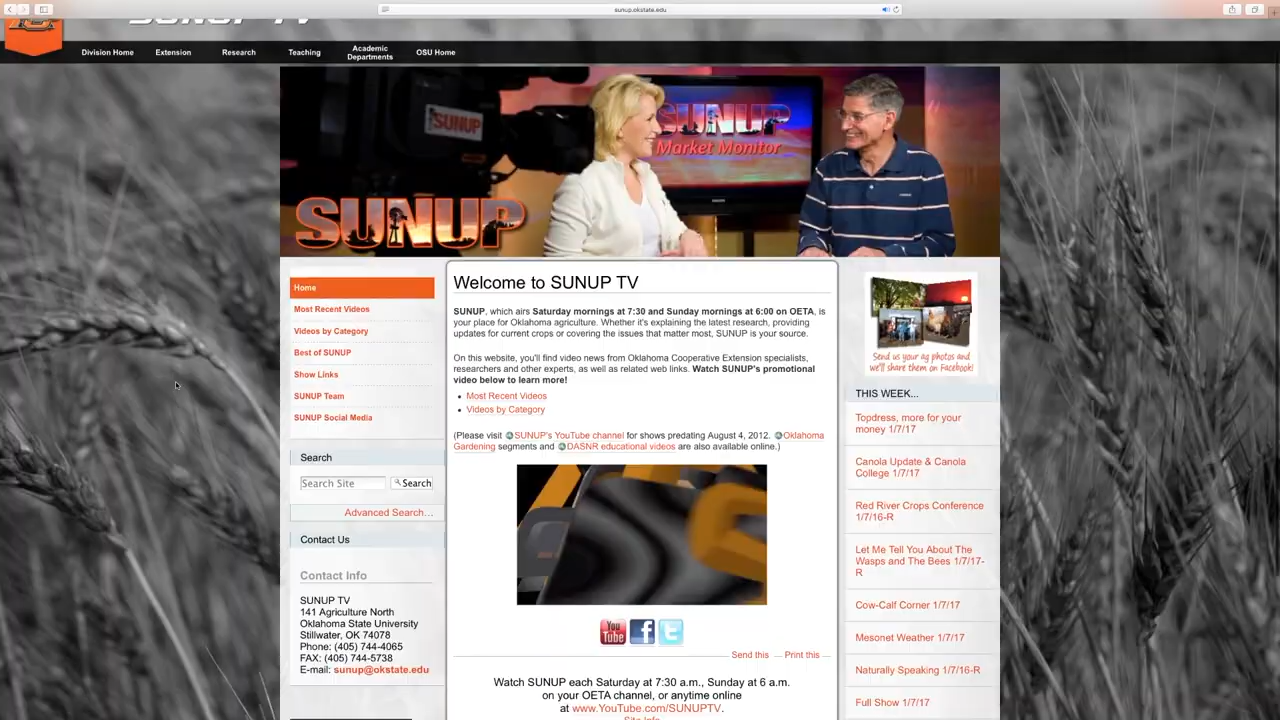 sunup.okstate.edu
SUNUP TV
Division Home
Extension
Research
Teaching
Academic
Departments
OSU Home
SUNUP
SUNUP
Market Monitor
SUNUP
Home
Most Recent Videos
Videos by Category
Best of SUNUP
Show Links
SUNUP Team
SUNUP Social Media
Search
Search Site
Search
Advanced Search...
Contact Us
Contact Info
SUNUP TV
141 Agriculture North
Oklahoma State University
Stillwater, OK 74078
Phone: (405) 744-4065
FAX: (405) 744-5738
E-mail: sunup@okstate.edu
Welcome to SUNUP TV
SUNUP, which airs Saturday mornings at 7:30 and Sunday mornings at 6:00 on OETA, is
your place for Oklahoma agriculture. Whether it's explaining the latest research, providing
updates for current crops or covering the issues that matter most, SUNUP is your source.
On this website, you'll find video news from Oklahoma Cooperative Extension specialists,
researchers and other experts, as well as related web links. Watch SUNUP's promotional
video below to learn more!
Most Recent Videos
Videos by Category
(Please visit SUNUP's YouTube channel for shows predating August 4, 2012. Oklahoma
Gardening segments and DASNR educational videos are also available online.)
You
Tube
Send this
Print this
Watch SUNUP each Saturday at 7:30 a.m., Sunday at 6 a.m.
on your OETA channel, or anytime online
at www.YouTube.com/SUNUPTV.
Site Info
Send us your ag photos and
we'll share them on Facebook!
THIS WEEK...
Topdress, more for your
money 1/7/17
Canola Update & Canola
College 1/7/17
Red River Crops Conference
1/7/16-R
Let Me Tell You About The
Wasps and The Bees 1/7/17-
R
Cow-Calf Corner 1/7/17
Mesonet Weather 1/7/17
Naturally Speaking 1/7/16-R
Full Show 1/7/17